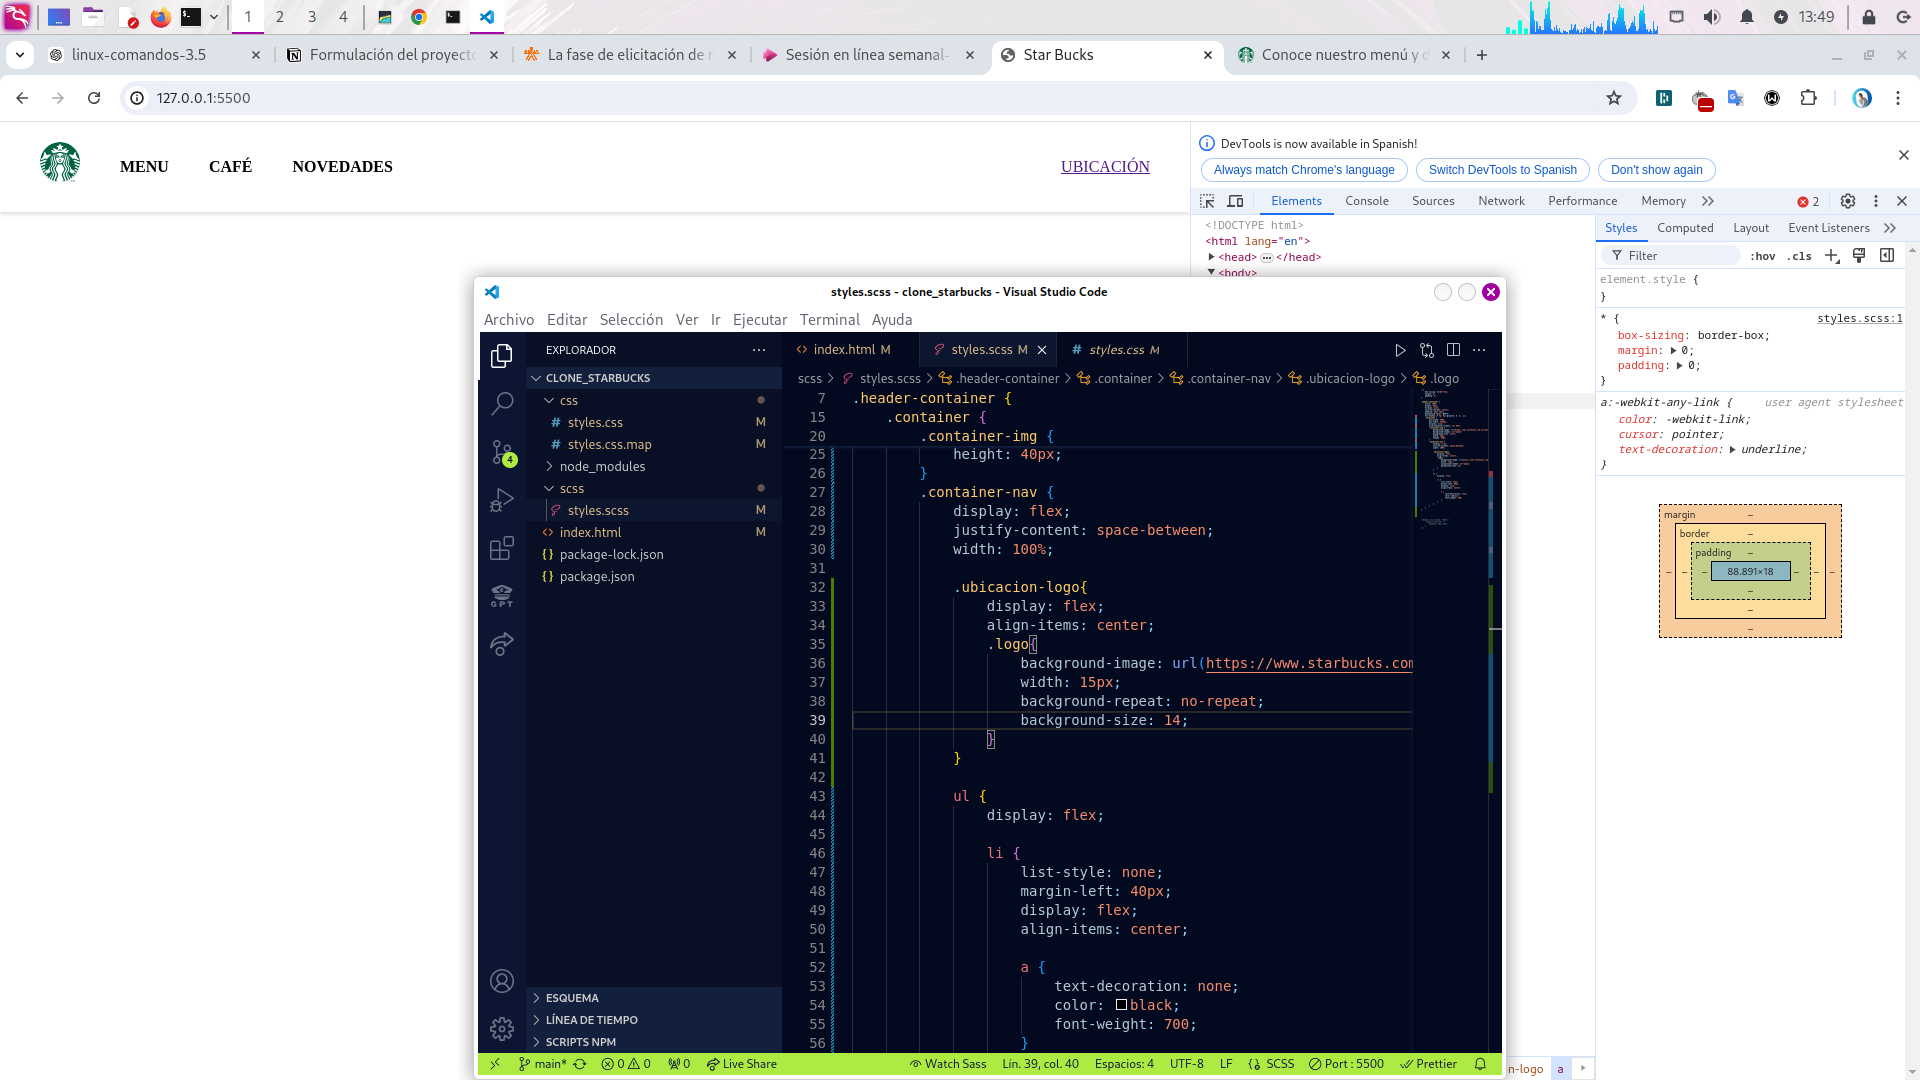 1 2 3 4 13:49
linux-comandos-3.5 Formulación del proyecto La fase de elicitación de r Sesión en línea semanal- Star Bucks Conoce nuestro menú y d
127.0.0.1:5500
MENU CAFÉ NOVEDADES UBICACIÓN
DevTools is now available in Spanish!
Always match Chrome's language Switch DevTools to Spanish Don't show again
Elements Console Sources Network Performance Memory 2
<!DOCTYPE html>
<html lang="en">
<head> </head>
<body>
Styles Computed Layout Event Listeners
Filter :hov .cls
element.style {
}
* { styles.scss:1
box-sizing: border-box;
margin: 0;
padding: 0;
}
a:-webkit-any-link { user agent stylesheet
color: -webkit-link;
cursor: pointer;
text-decoration: underline;
}
margin –
border –
padding –
– – – 88.891×18 – – –
–
–
–
n-logo a
styles.scss - clone_starbucks - Visual Studio Code
Archivo Editar Selección Ver Ir Ejecutar Terminal Ayuda
EXPLORADOR
CLONE_STARBUCKS
css
styles.css M
styles.css.map M
node_modules
scss
styles.scss M
index.html M
package-lock.json
package.json
4
GPT
ESQUEMA
LÍNEA DE TIEMPO
SCRIPTS NPM
index.html M styles.scss M styles.css M
scss > styles.scss > .header-container > .container > .container-nav > .ubicacion-logo > .logo
7 .header-container {
15 .container {
20 .container-img {
25 height: 40px;
26 }
27 .container-nav {
28 display: flex;
29 justify-content: space-between;
30 width: 100%;
31
32 .ubicacion-logo{
33 display: flex;
34 align-items: center;
35 .logo{
36 background-image: url(https://www.starbucks.com
37 width: 15px;
38 background-repeat: no-repeat;
39 background-size: 14;
40 }
41 }
42
43 ul {
44 display: flex;
45
46 li {
47 list-style: none;
48 margin-left: 40px;
49 display: flex;
50 align-items: center;
51
52 a {
53 text-decoration: none;
54 color: black;
55 font-weight: 700;
56 }
main* 0 0 0 Live Share Watch Sass Lín. 39, col. 40 Espacios: 4 UTF-8 LF SCSS Port : 5500 Prettier